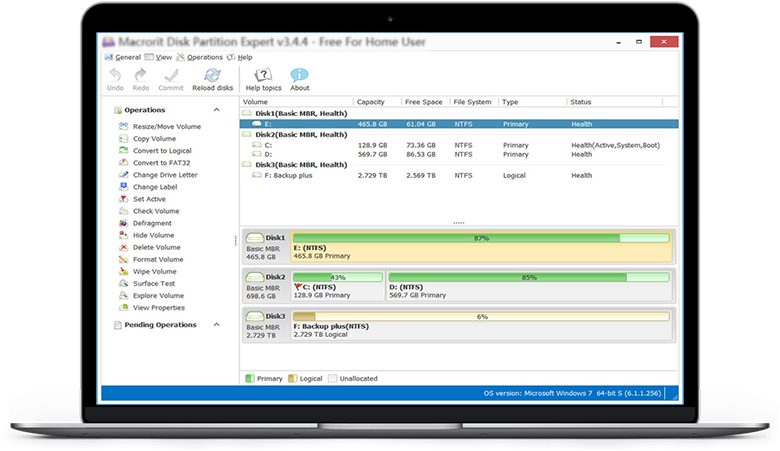 Macrorit Disk Partition Expert v3.4.4 - Free For Home User
General View Operations Help
Undo Redo Commit Reload disks Help topics About
Operations
Resize/Move Volume
Copy Volume
Convert to Logical
Convert to FAT32
Change Drive Letter
Change Label
Set Active
Check Volume
Defragment
Hide Volume
Delete Volume
Format Volume
Wipe Volume
Surface Test
Explore Volume
View Properties
Pending Operations
Volume Capacity Free Space File System Type Status
Disk1(Basic MBR, Health)
E: 465.8 GB 61.04 GB NTFS Primary Health
Disk2(Basic MBR, Health)
C: 128.9 GB 73.36 GB NTFS Primary Health(Active,System,Boot)
D: 569.7 GB 86.53 GB NTFS Primary Health
Disk3(Basic MBR, Health)
F: Backup plus 2.729 TB 2.569 TB NTFS Logical Health
Disk1
Basic MBR
465.8 GB
87%
E: (NTFS)
465.8 GB Primary
Disk2
Basic MBR
698.6 GB
43%
C: (NTFS)
128.9 GB Primary
85%
D: (NTFS)
569.7 GB Primary
Disk3
Basic MBR
2.729 TB
6%
F: Backup plus(NTFS)
2.729 TB Logical
Primary Logical Unallocated
OS version: Microsoft Windows 7 64-bit S (6.1.1.256)